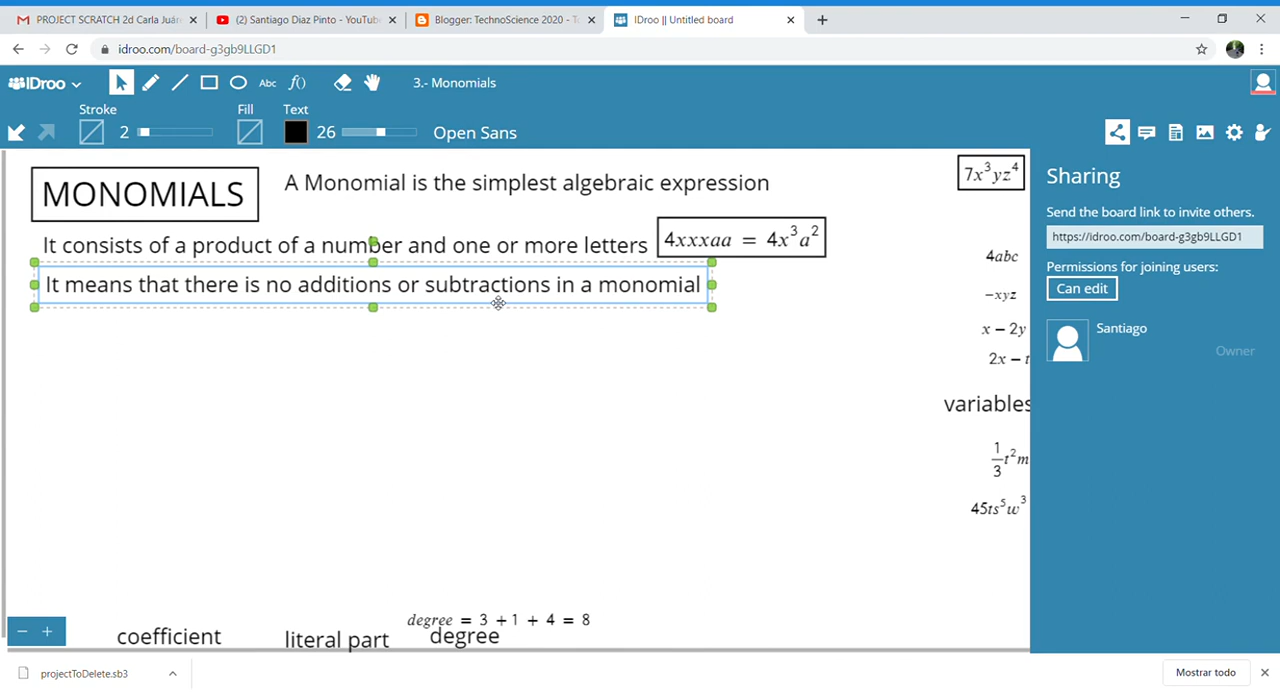 PROJECT SCRATCH 2d Carla Juár
(2) Santiago Diaz Pinto - YouTub
Blogger: TechnoScience 2020 - T
IDroo || Untitled board
idroo.com/board-g3gb9LLGD1
IDroo
Abc
f()
3.- Monomials
Stroke
Fill
Text
2
26
Open Sans
MONOMIALS
A Monomial is the simplest algebraic expression
7x³yz⁴
It consists of a product of a number and one or more letters
4xxxaa = 4x³a²
It means that there is no additions or subtractions in a monomial
4abc
−xyz
x − 2y
2x − t
variables
1/3 t²m
45ts⁵w³
degree = 3 + 1 + 4 = 8
coefficient
literal part
degree
Sharing
Send the board link to invite others.
https://idroo.com/board-g3gb9LLGD1
Permissions for joining users:
Can edit
Santiago
Owner
projectToDelete.sb3
Mostrar todo